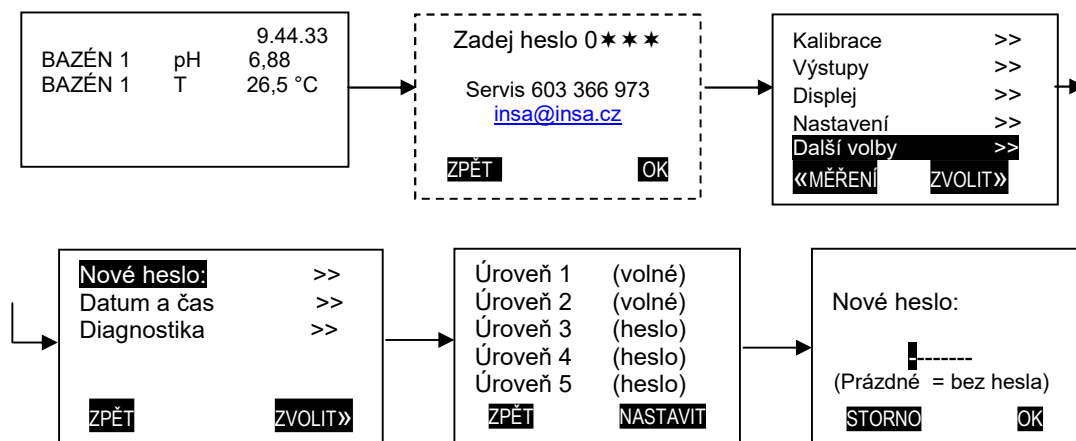 9.44.33
BAZÉN 1 pH 6,88
BAZÉN 1 T 26,5 °C
Zadej heslo 0✶✶✶
Servis 603 366 973
insa@insa.cz
ZPĚT OK
Kalibrace >>
Výstupy >>
Displej >>
Nastavení >>
Další volby >>
«MĚŘENÍ ZVOLIT»
Nové heslo: >>
Datum a čas >>
Diagnostika >>
ZPĚT ZVOLIT»
Úroveň 1 (volné)
Úroveň 2 (volné)
Úroveň 3 (heslo)
Úroveň 4 (heslo)
Úroveň 5 (heslo)
ZPĚT NASTAVIT
Nové heslo:
--------
(Prázdné = bez hesla)
STORNO OK